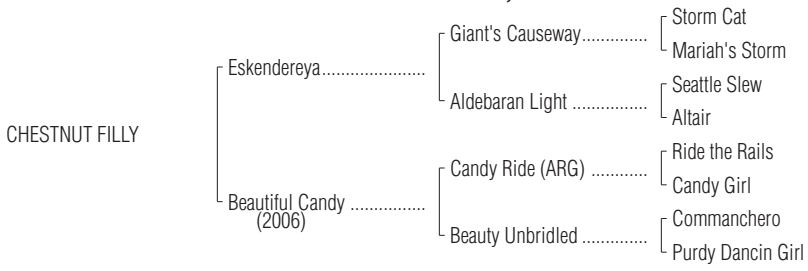 Storm Cat
Giant's Causeway..............
Mariah's Storm
Eskendereya......................
Seattle Slew
Aldebaran Light ................
Altair
CHESTNUT FILLY
Ride the Rails
Candy Ride (ARG) ............
Candy Girl
Beautiful Candy ................
(2006)
Commanchero
Beauty Unbridled ..............
Purdy Dancin Girl